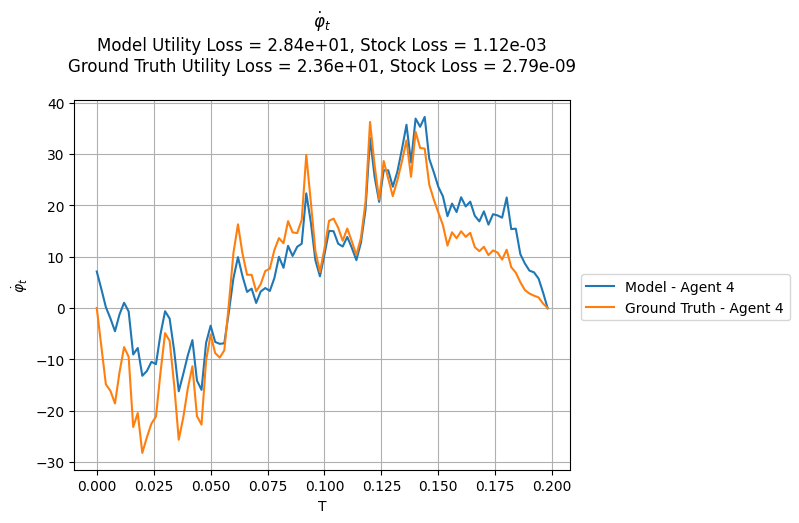 φ̇ₜ
Model Utility Loss = 2.84e+01, Stock Loss = 1.12e-03
Ground Truth Utility Loss = 2.36e+01, Stock Loss = 2.79e-09
40
30
20
10
0
−10
−20
−30
φ̇ₜ
0.000
0.025
0.050
0.075
0.100
0.125
0.150
0.175
0.200
T
Model - Agent 4
Ground Truth - Agent 4